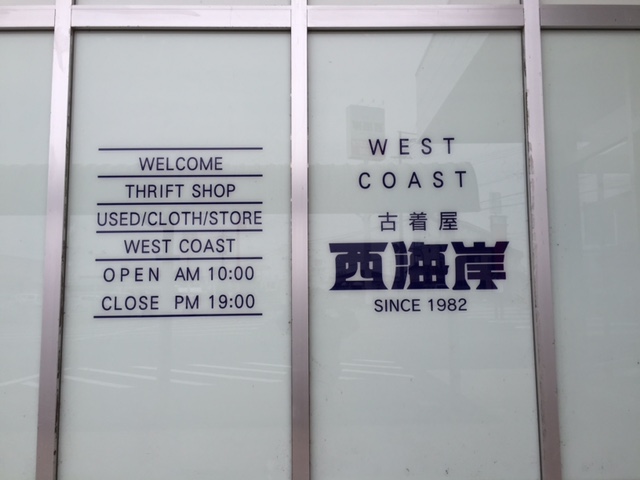 WELCOME
THRIFT SHOP
USED/CLOTH/STORE
WEST COAST
OPEN AM 10:00
CLOSE PM 19:00
WEST
COAST
古着屋
西海岸
SINCE 1982